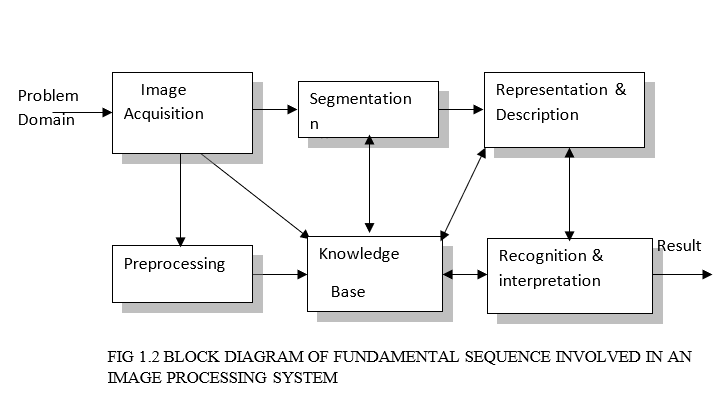 Problem
Domain
Image
Acquisition
Segmentation
n
Representation &
Description
Preprocessing
Knowledge
Base
Recognition &
interpretation
Result
FIG 1.2 BLOCK DIAGRAM OF FUNDAMENTAL SEQUENCE INVOLVED IN AN
IMAGE PROCESSING SYSTEM